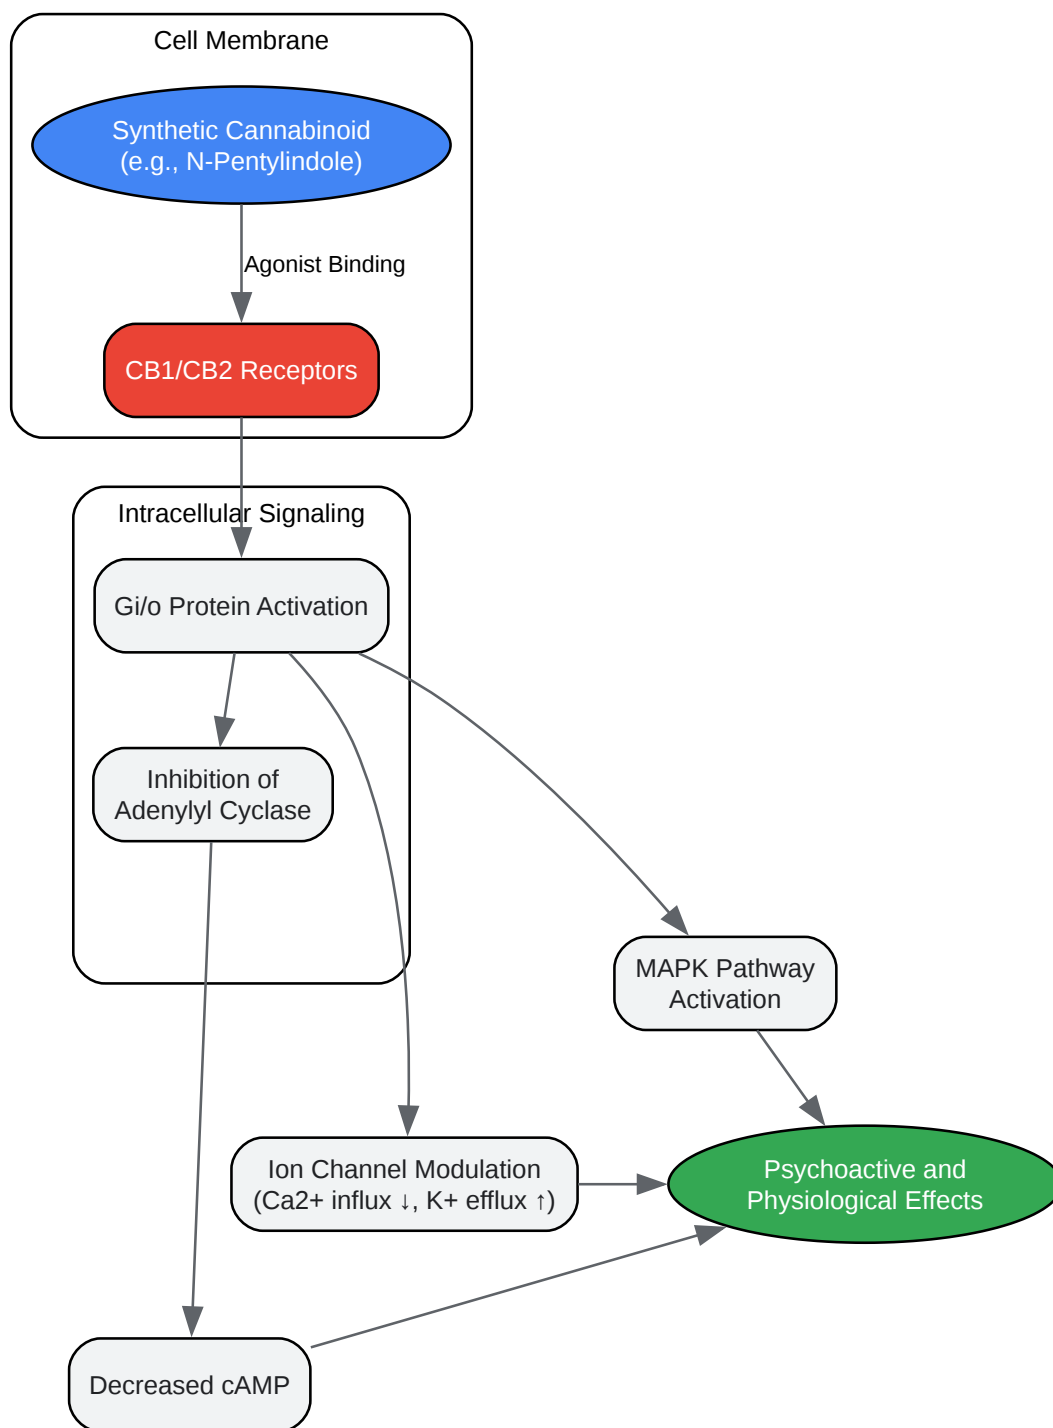 Cell Membrane
Synthetic Cannabinoid
(e.g., N-Pentylindole)
Agonist Binding
CB1/CB2 Receptors
Intracellular Signaling
Gi/o Protein Activation
Inhibition of
Adenylyl Cyclase
MAPK Pathway
Activation
Ion Channel Modulation
(Ca2+ influx ↓, K+ efflux ↑)
Psychoactive and
Physiological Effects
Decreased cAMP